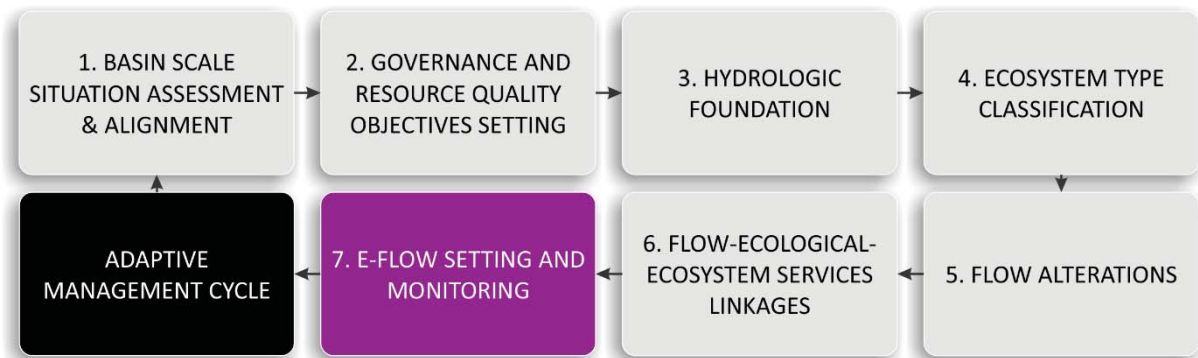 1. BASIN SCALE
SITUATION ASSESSMENT
& ALIGNMENT
2. GOVERNANCE AND
RESOURCE QUALITY
OBJECTIVES SETTING
3. HYDROLOGIC
FOUNDATION
4. ECOSYSTEM TYPE
CLASSIFICATION
ADAPTIVE
MANAGEMENT CYCLE
7. E-FLOW SETTING AND
MONITORING
6. FLOW-ECOLOGICAL-
ECOSYSTEM SERVICES
LINKAGES
5. FLOW ALTERATIONS